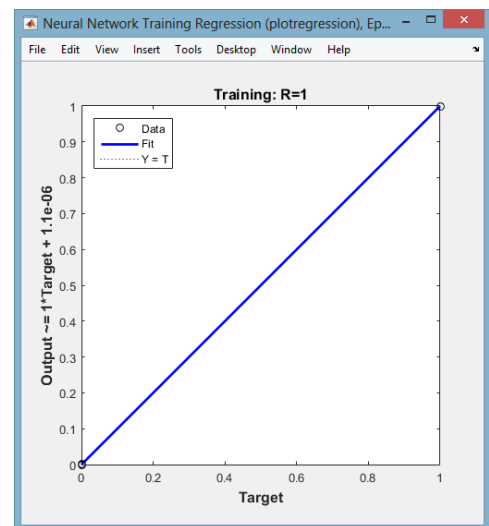 Neural Network Training Regression (plotregression), Ep...
File Edit View Insert Tools Desktop Window Help
Training: R=1
Data
Fit
Y = T
Output ~= 1*Target + 1.1e-06
1
0.9
0.8
0.7
0.6
0.5
0.4
0.3
0.2
0.1
0
0 0.2 0.4 0.6 0.8 1
Target